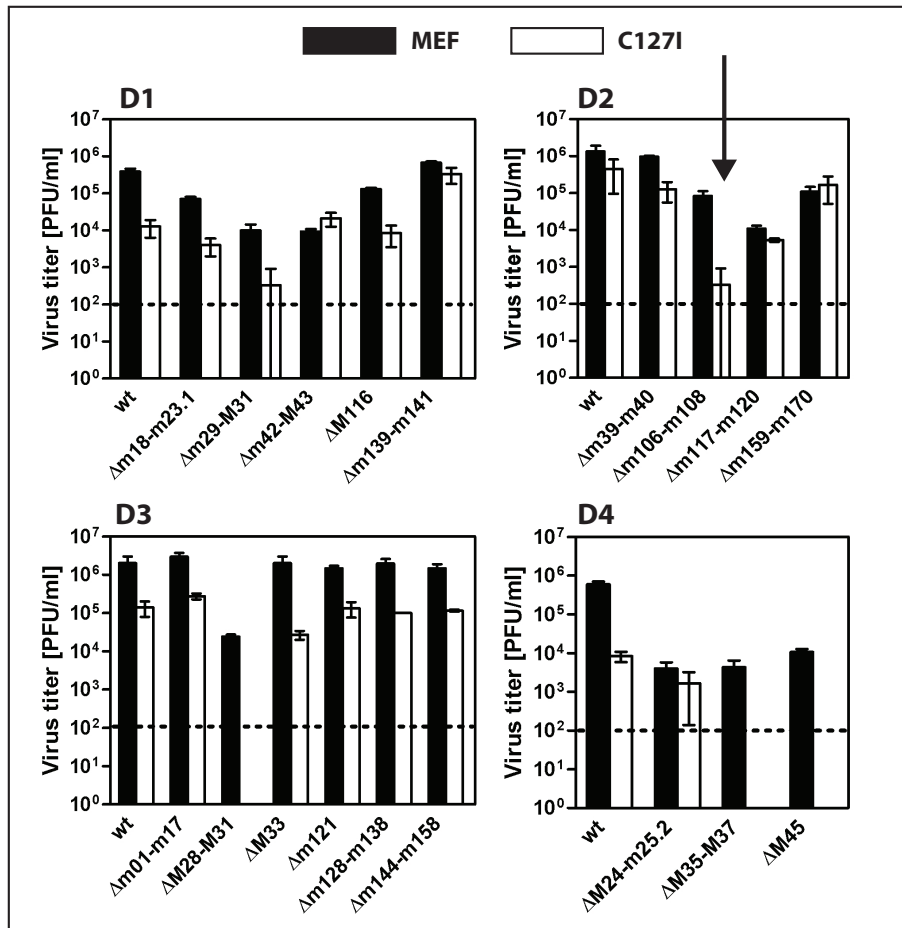 MEF C127I
D1
Virus titer [PFU/ml]
10⁷
10⁶
10⁵
10⁴
10³
10²
10¹
10⁰
wt
Δm18-m23.1
Δm29-M31
Δm42-M43
ΔM116
Δm139-m141
D2
Virus titer [PFU/ml]
10⁷
10⁶
10⁵
10⁴
10³
10²
10¹
10⁰
wt
Δm39-m40
Δm106-m108
Δm117-m120
Δm159-m170
D3
Virus titer [PFU/ml]
10⁷
10⁶
10⁵
10⁴
10³
10²
10¹
10⁰
wt
Δm01-m17
ΔM28-M31
ΔM33
Δm121
Δm128-m138
Δm144-m158
D4
Virus titer [PFU/ml]
10⁷
10⁶
10⁵
10⁴
10³
10²
10¹
10⁰
wt
ΔM24-m25.2
ΔM35-M37
ΔM45